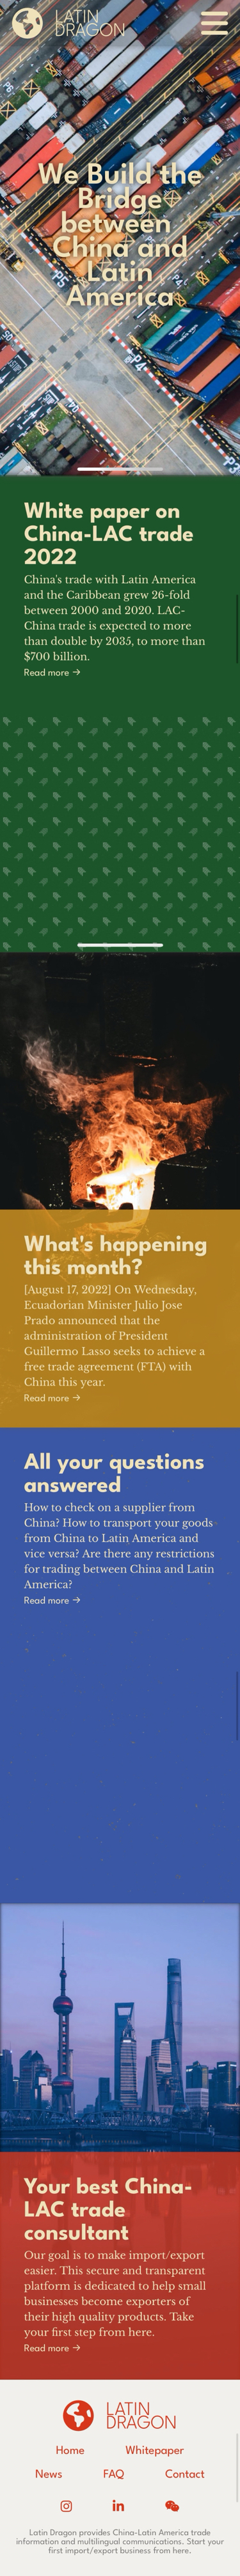 LATIN
DRAGON
We Build the
Bridge
between
China and
Latin
America
White paper on
China-LAC trade
2022
China's trade with Latin America
and the Caribbean grew 26-fold
between 2000 and 2020. LAC-
China trade is expected to more
than double by 2035, to more than
$700 billion.
Read more →
What's happening
this month?
[August 17, 2022] On Wednesday,
Ecuadorian Minister Julio Jose
Prado announced that the
administration of President
Guillermo Lasso seeks to achieve a
free trade agreement (FTA) with
China this year.
Read more →
All your questions
answered
How to check on a supplier from
China? How to transport your goods
from China to Latin America and
vice versa? Are there any restrictions
for trading between China and Latin
America?
Read more →
Your best China-
LAC trade
consultant
Our goal is to make import/export
easier. This secure and transparent
platform is dedicated to help small
businesses become exporters of
their high quality products. Take
your first step from here.
Read more →
LATIN
DRAGON
Home Whitepaper
News FAQ Contact
Latin Dragon provides China-Latin America trade
information and multilingual communications. Start your
first import/export business from here.